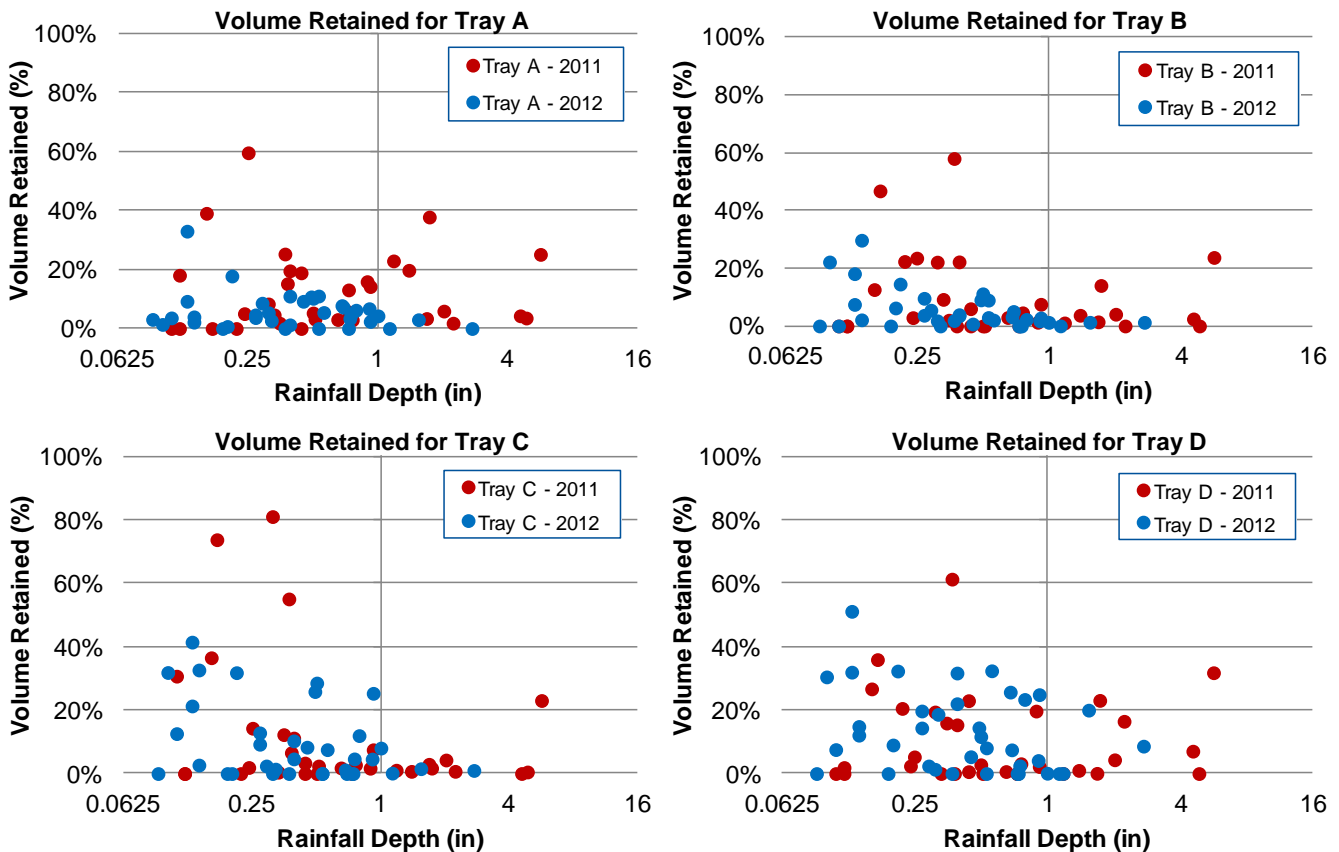 Volume Retained for Tray A
100%
80%
60%
40%
20%
0%
Volume Retained (%)
Tray A - 2011
Tray A - 2012
0.0625
0.25
1
4
16
Rainfall Depth (in)
Volume Retained for Tray B
100%
80%
60%
40%
20%
0%
Volume Retained (%)
Tray B - 2011
Tray B - 2012
0.0625
0.25
1
4
16
Rainfall Depth (in)
Volume Retained for Tray C
100%
80%
60%
40%
20%
0%
Volume Retained (%)
Tray C - 2011
Tray C - 2012
0.0625
0.25
1
4
16
Rainfall Depth (in)
Volume Retained for Tray D
100%
80%
60%
40%
20%
0%
Volume Retained (%)
Tray D - 2011
Tray D - 2012
0.0625
0.25
1
4
16
Rainfall Depth (in)